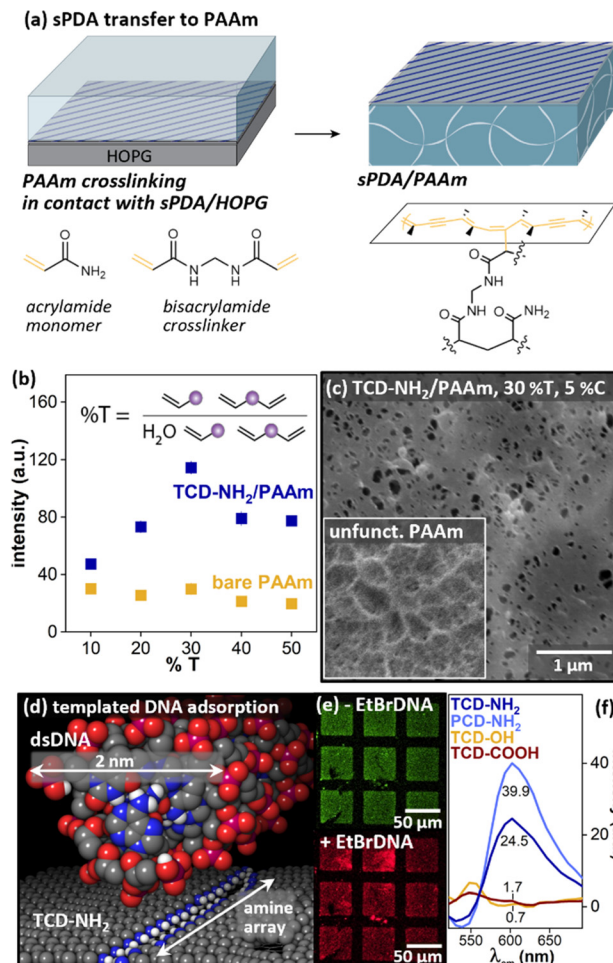 (a) sPDA transfer to PAAm
HOPG
PAAm crosslinking
in contact with sPDA/HOPG
sPDA/PAAm
O
NH₂
acrylamide
monomer
O
O
N
H
N
H
bisacrylamide
crosslinker
O
NH
HN
O
O
NH₂
(b)
160
120
80
40
0
intensity (a.u.)
%T =
H₂O
TCD-NH₂/PAAm
bare PAAm
10 20 30 40 50
% T
(c) TCD-NH₂/PAAm, 30 %T, 5 %C
unfunct. PAAm
1 µm
(d) templated DNA adsorption
dsDNA
2 nm
TCD-NH₂
amine
array
(e) - EtBrDNA
50 µm
+ EtBrDNA
50 µm
(f)
TCD-NH₂
PCD-NH₂
TCD-OH
TCD-COOH
39.9
24.5
1.7
0.7
40
20
0
550 600 650
λem